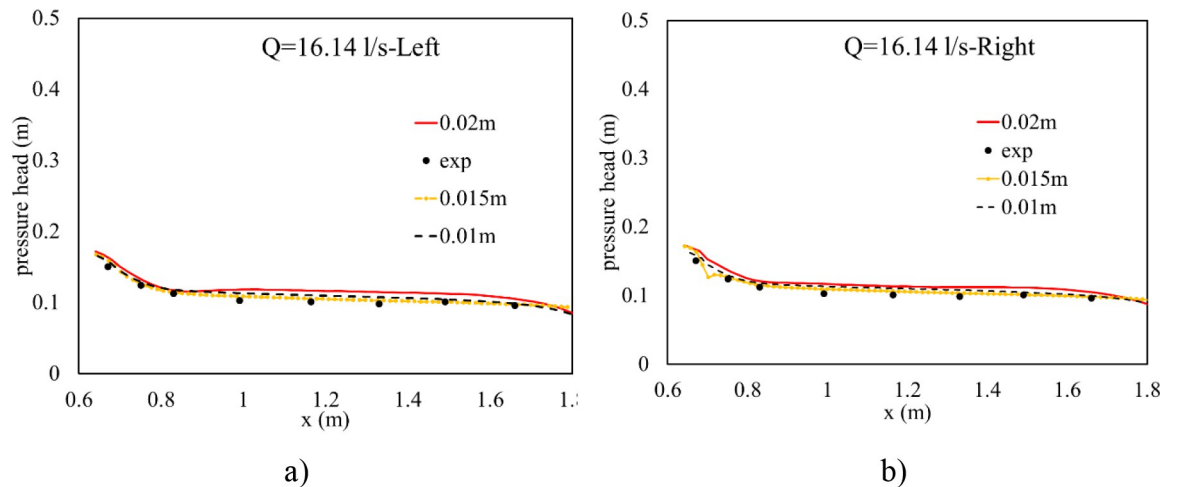 Q=16.14 l/s-Left
pressure head (m)
0.5
0.4
0.3
0.2
0.1
0
0.02m
exp
0.015m
0.01m
0.6 0.8 1 1.2 1.4 1.6 1.8
x (m)
a)
Q=16.14 l/s-Right
pressure head (m)
0.5
0.4
0.3
0.2
0.1
0
0.02m
exp
0.015m
0.01m
0.6 0.8 1 1.2 1.4 1.6 1.8
x (m)
b)